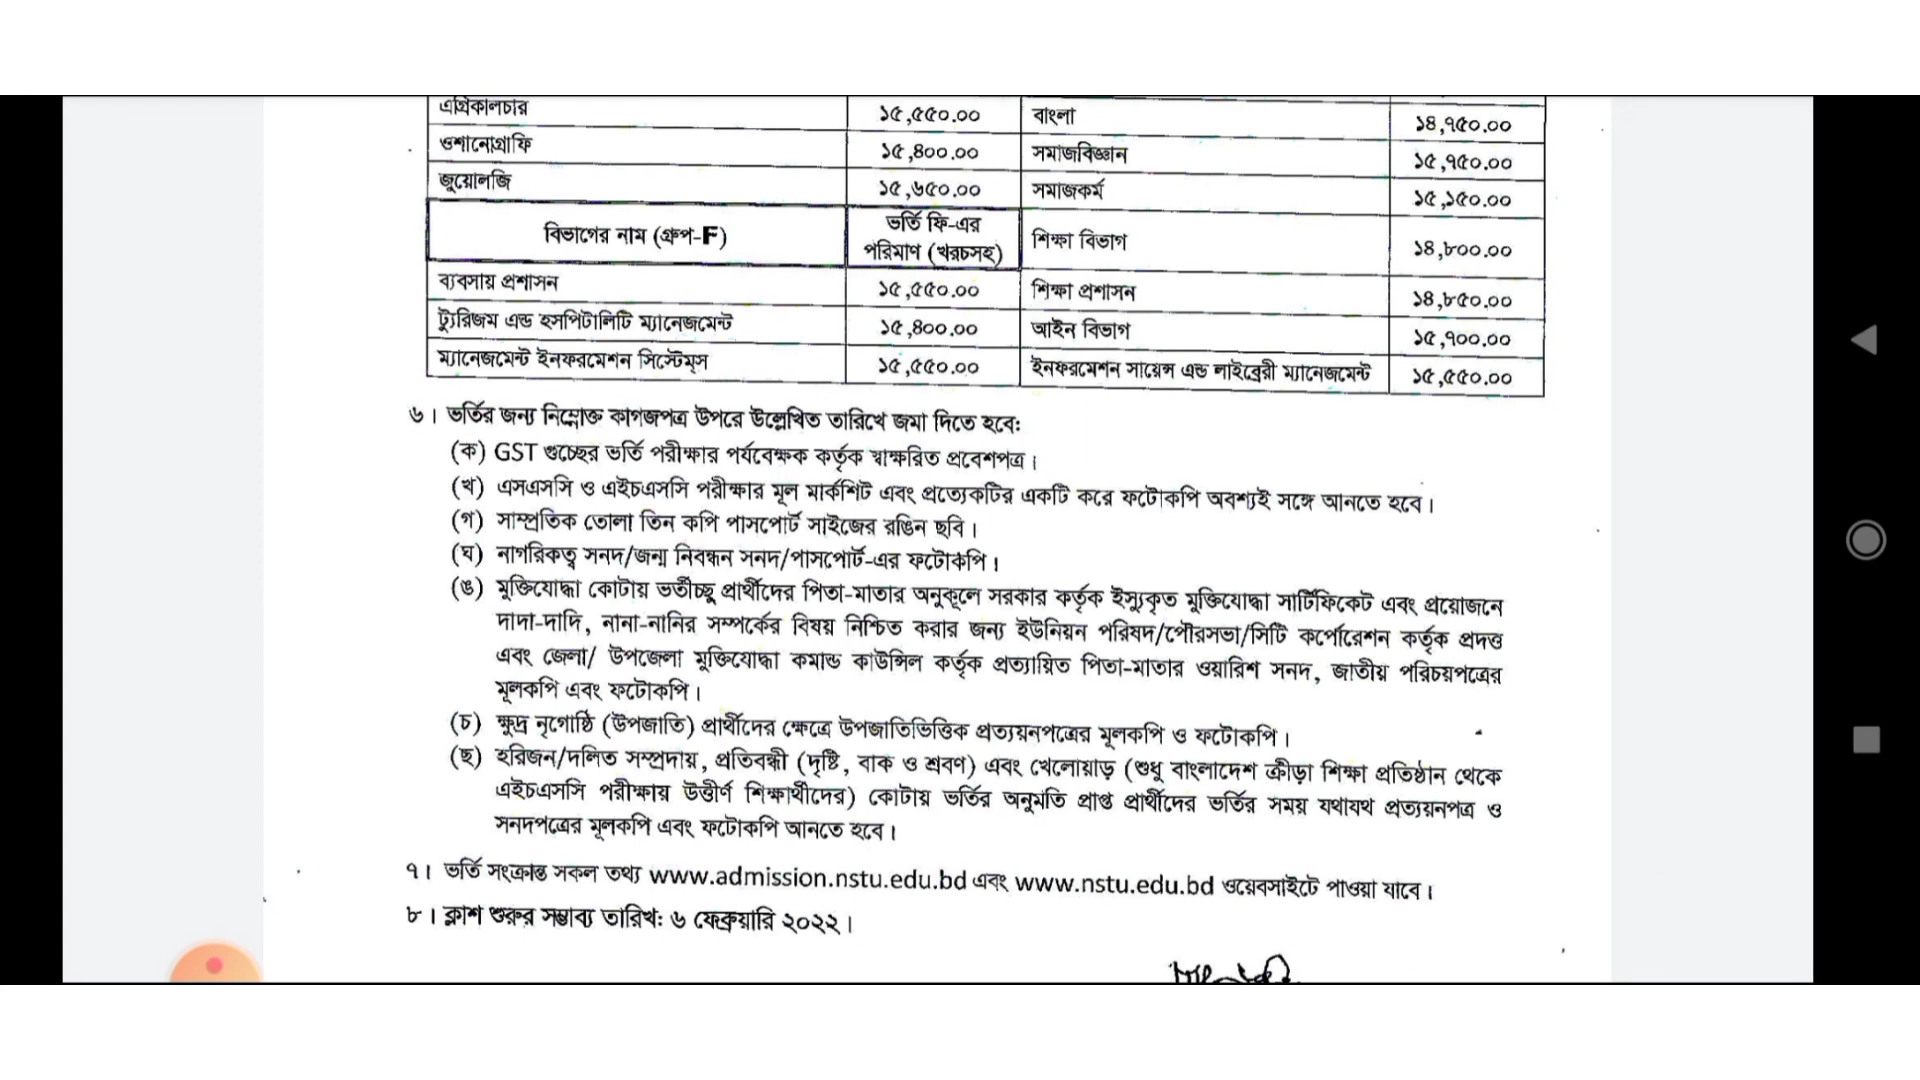 এগ্রিকালচার ১৫,৫৫০.০০ বাংলা ১৪,৭৫০.০০
ওশানোগ্রাফি ১৫,৪০০.০০ সমাজবিজ্ঞান ১৫,৭৫০.০০
জুয়োলজি ১৫,৬৫০.০০ সমাজকর্ম ১৫,১৫০.০০
বিভাগের নাম (গ্রুপ-F) ভর্তি ফি-এর পরিমাণ (খরচসহ) শিক্ষা বিভাগ ১৪,৮০০.০০
ব্যবসায় প্রশাসন ১৫,৫৫০.০০ শিক্ষা প্রশাসন ১৪,৮৫০.০০
ট্যুরিজম এন্ড হসপিটালিটি ম্যানেজমেন্ট ১৫,৪০০.০০ আইন বিভাগ ১৫,৭০০.০০
ম্যানেজমেন্ট ইনফরমেশন সিস্টেম্‌স ১৫,৫৫০.০০ ইনফরমেশন সায়েন্স এন্ড লাইব্রেরী ম্যানেজমেন্ট ১৫,৫৫০.০০
৬। ভর্তির জন্য নিম্নোক্ত কাগজপত্র উপরে উল্লেখিত তারিখে জমা দিতে হবে:
(ক) GST গুচ্ছের ভর্তি পরীক্ষার পর্যবেক্ষক কর্তৃক স্বাক্ষরিত প্রবেশপত্র।
(খ) এসএসসি ও এইচএসসি পরীক্ষার মূল মার্কশিট এবং প্রত্যেকটির একটি করে ফটোকপি অবশ্যই সঙ্গে আনতে হবে।
(গ) সাম্প্রতিক তোলা তিন কপি পাসপোর্ট সাইজের রঙিন ছবি।
(ঘ) নাগরিকত্ব সনদ/জন্ম নিবন্ধন সনদ/পাসপোর্ট-এর ফটোকপি।
(ঙ) মুক্তিযোদ্ধা কোটায় ভর্তীচ্ছু প্রার্থীদের পিতা-মাতার অনুকূলে সরকার কর্তৃক ইস্যুকৃত মুক্তিযোদ্ধা সার্টিফিকেট এবং প্রয়োজনে
দাদা-দাদি, নানা-নানির সম্পর্কের বিষয় নিশ্চিত করার জন্য ইউনিয়ন পরিষদ/পৌরসভা/সিটি কর্পোরেশন কর্তৃক প্রদত্ত
এবং জেলা/ উপজেলা মুক্তিযোদ্ধা কমান্ড কাউন্সিল কর্তৃক প্রত্যায়িত পিতা-মাতার ওয়ারিশ সনদ, জাতীয় পরিচয়পত্রের
মূলকপি এবং ফটোকপি।
(চ) ক্ষুদ্র নৃগোষ্ঠি (উপজাতি) প্রার্থীদের ক্ষেত্রে উপজাতিভিত্তিক প্রত্যয়নপত্রের মূলকপি ও ফটোকপি।
(ছ) হরিজন/দলিত সম্প্রদায়, প্রতিবন্ধী (দৃষ্টি, বাক ও শ্রবণ) এবং খেলোয়াড় (শুধু বাংলাদেশ ক্রীড়া শিক্ষা প্রতিষ্ঠান থেকে
এইচএসসি পরীক্ষায় উত্তীর্ণ শিক্ষার্থীদের) কোটায় ভর্তির অনুমতি প্রাপ্ত প্রার্থীদের ভর্তির সময় যথাযথ প্রত্যয়নপত্র ও
সনদপত্রের মূলকপি এবং ফটোকপি আনতে হবে।
৭। ভর্তি সংক্রান্ত সকল তথ্য www.admission.nstu.edu.bd এবং www.nstu.edu.bd ওয়েবসাইটে পাওয়া যাবে।
৮। ক্লাশ শুরুর সম্ভাব্য তারিখ: ৬ ফেব্রুয়ারি ২০২২।